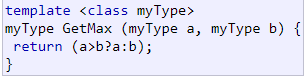 template <class myType>
myType GetMax (myType a, myType b) {
 return (a>b?a:b);
}